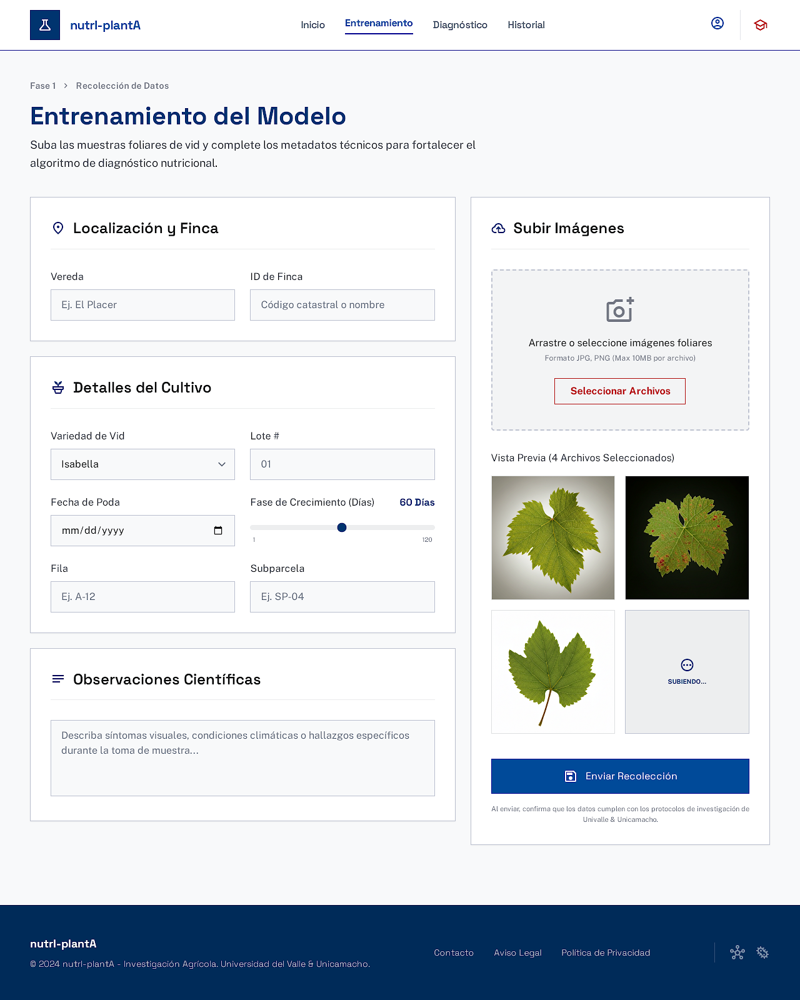 nutrI-plantA
Inicio
Entrenamiento
Diagnóstico
Historial
Fase 1
Recolección de Datos
Entrenamiento del Modelo
Suba las muestras foliares de vid y complete los metadatos técnicos para fortalecer el
algoritmo de diagnóstico nutricional.
Localización y Finca
Vereda
ID de Finca
Ej. El Placer
Código catastral o nombre
Detalles del Cultivo
Variedad de Vid
Lote #
Isabella
01
Fecha de Poda
Fase de Crecimiento (Días)
60 Días
mm/dd/yyyy
1
120
Fila
Subparcela
Ej. A-12
Ej. SP-04
Observaciones Científicas
Describa síntomas visuales, condiciones climáticas o hallazgos específicos
durante la toma de muestra...
Subir Imágenes
Arrastre o seleccione imágenes foliares
Formato JPG, PNG (Max 10MB por archivo)
Seleccionar Archivos
Vista Previa (4 Archivos Seleccionados)
SUBIENDO...
Enviar Recolección
Al enviar, confirma que los datos cumplen con los protocolos de investigación de
Univalle & Unicamacho.
nutrI-plantA
© 2024 nutrI-plantA - Investigación Agrícola. Universidad del Valle & Unicamacho.
Contacto
Aviso Legal
Política de Privacidad